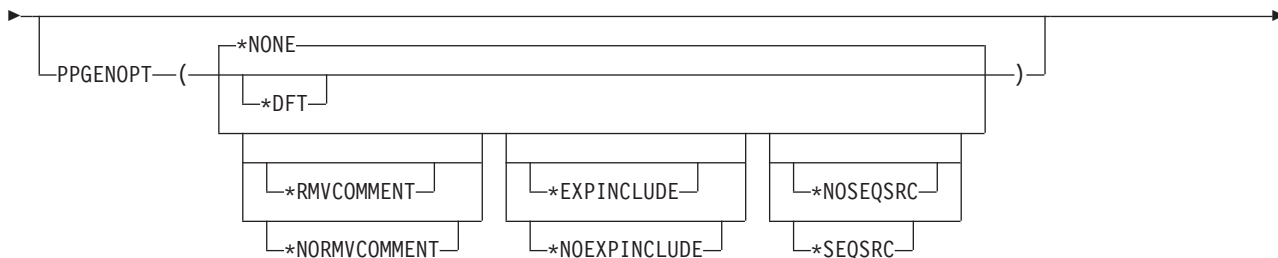 *NONE
PPGENOPT ( )
*DFT
*RMVCOMMENT *EXPINCLUDE *NOSEQSRC
*NORMVCOMMENT *NOEXPINCLUDE *SEQSRC